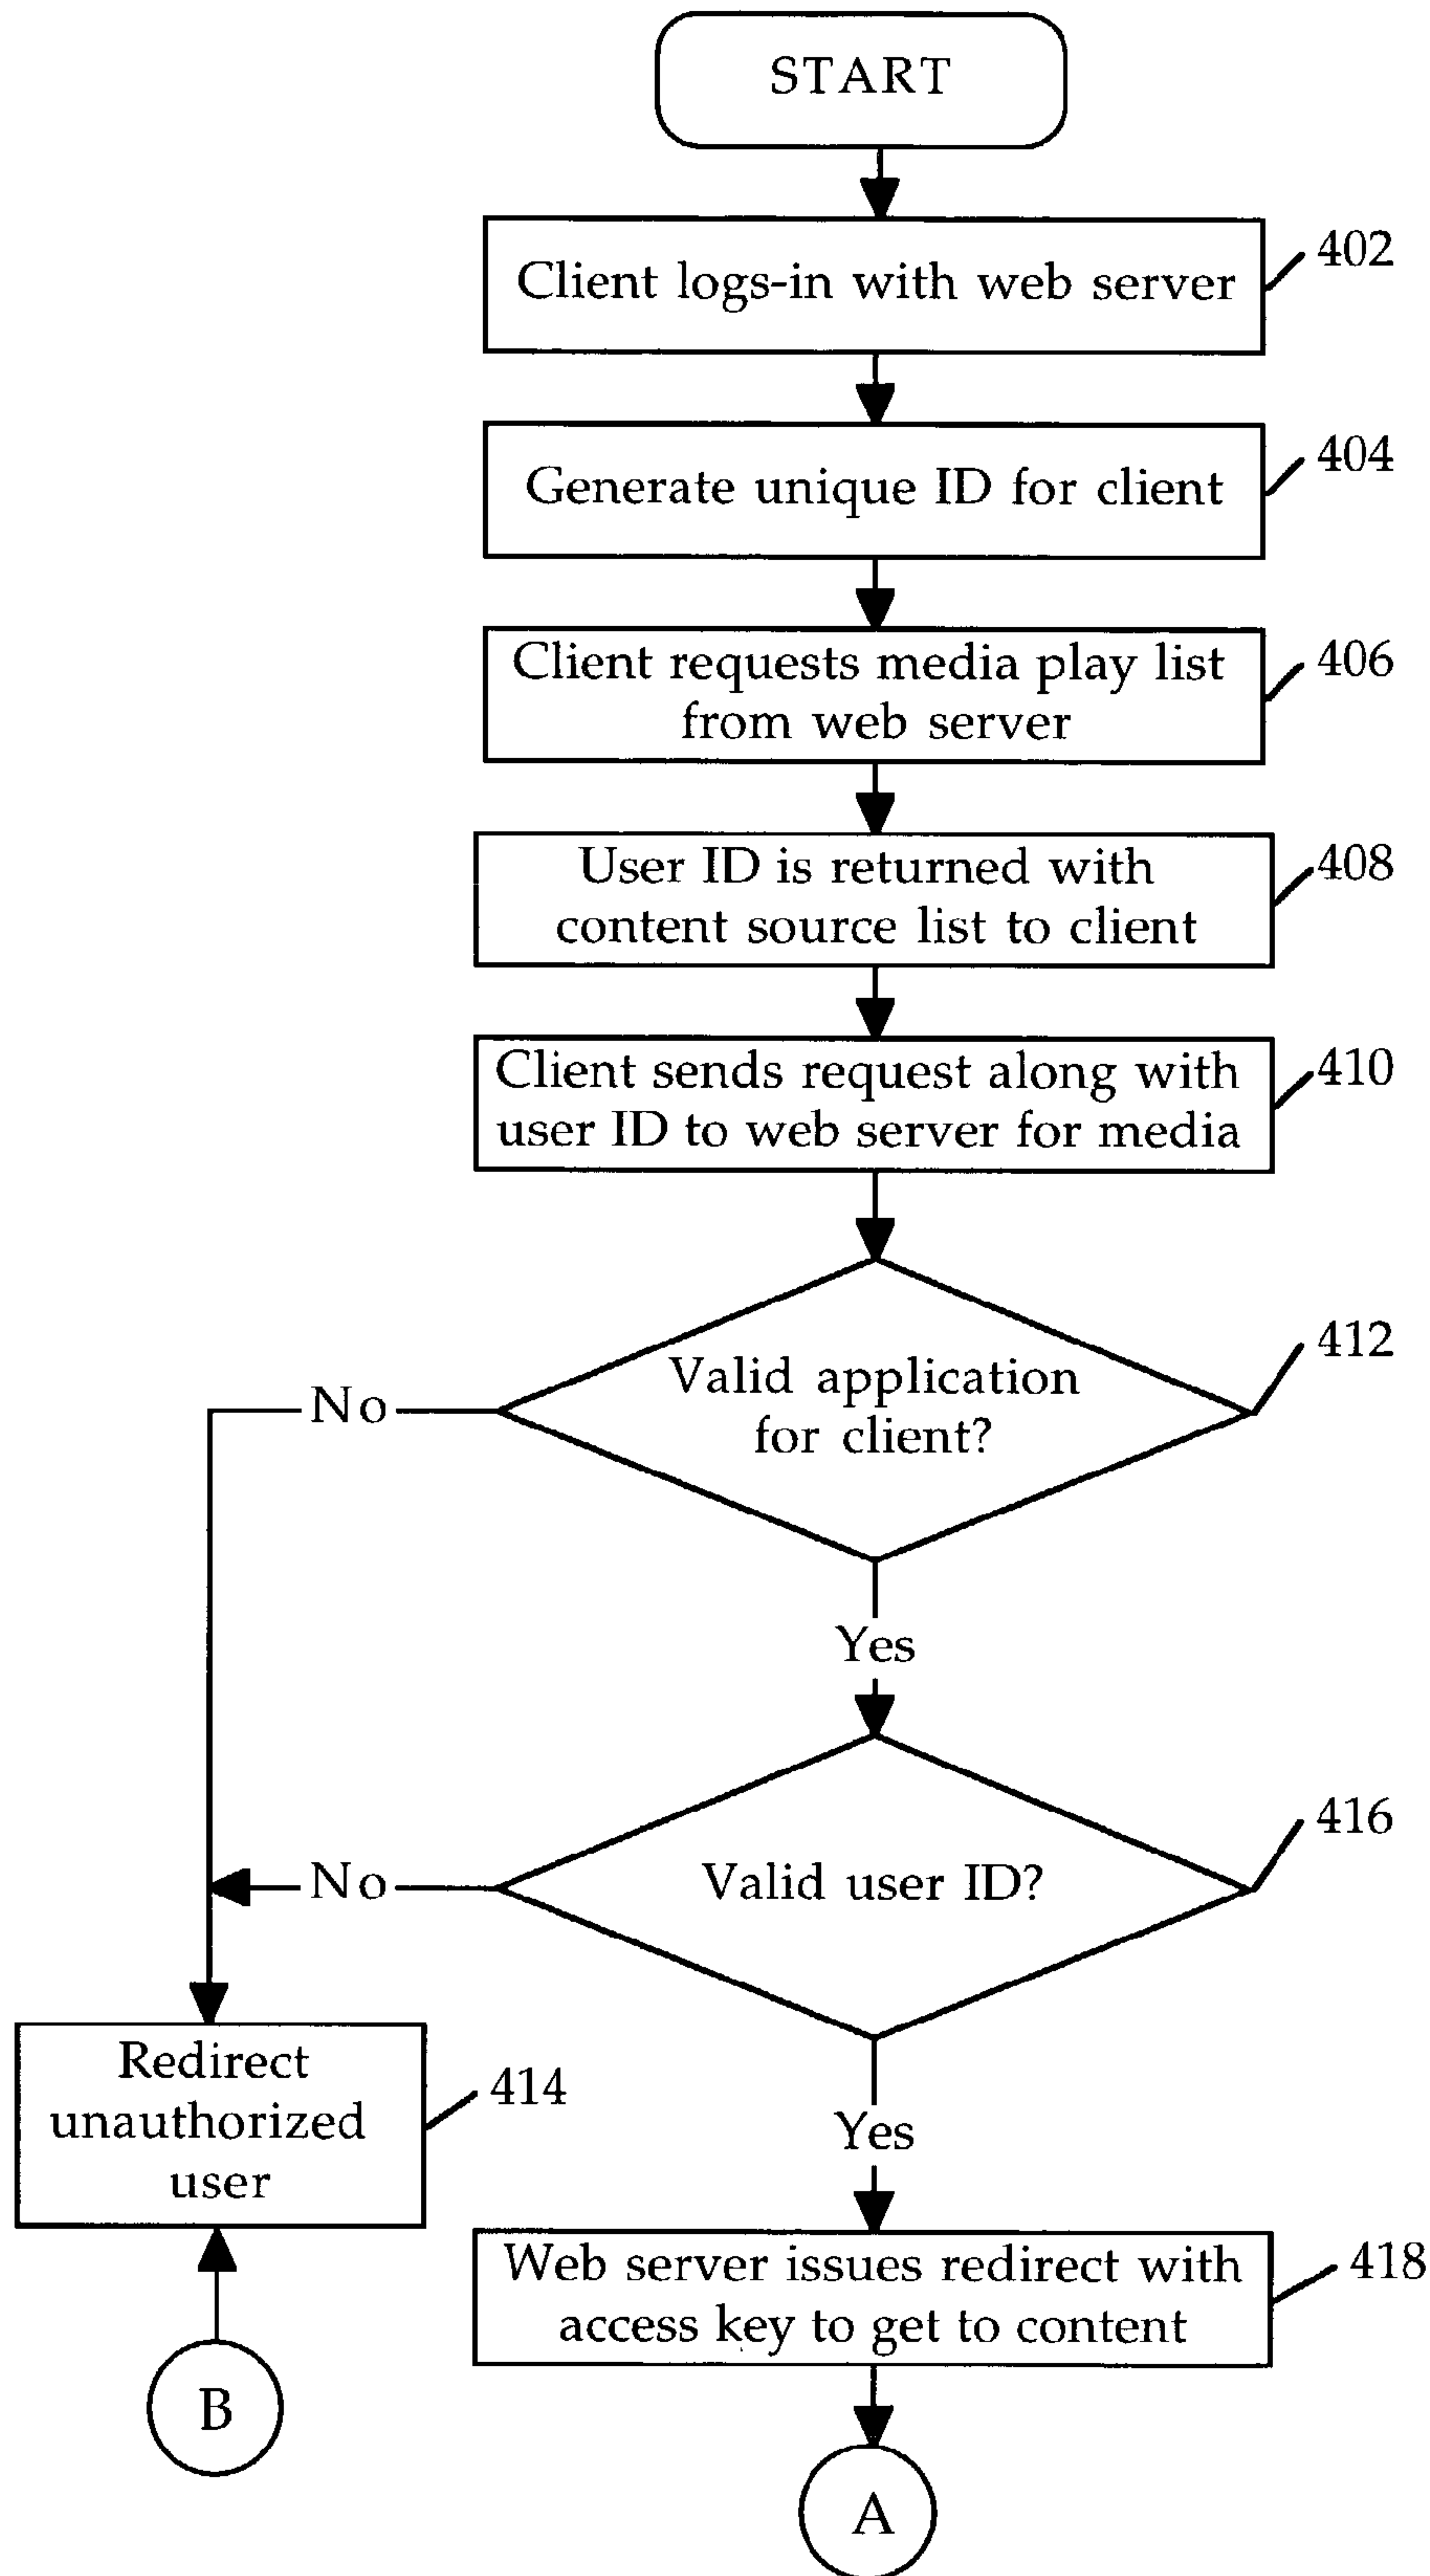 START
Client logs-in with web server
402
Generate unique ID for client
404
Client requests media play list
from web server
406
User ID is returned with
content source list to client
408
Client sends request along with
user ID to web server for media
410
Valid application
for client?
412
No
Yes
Valid user ID?
416
No
Yes
Redirect
unauthorized
user
414
Web server issues redirect with
access key to get to content
418
B
A